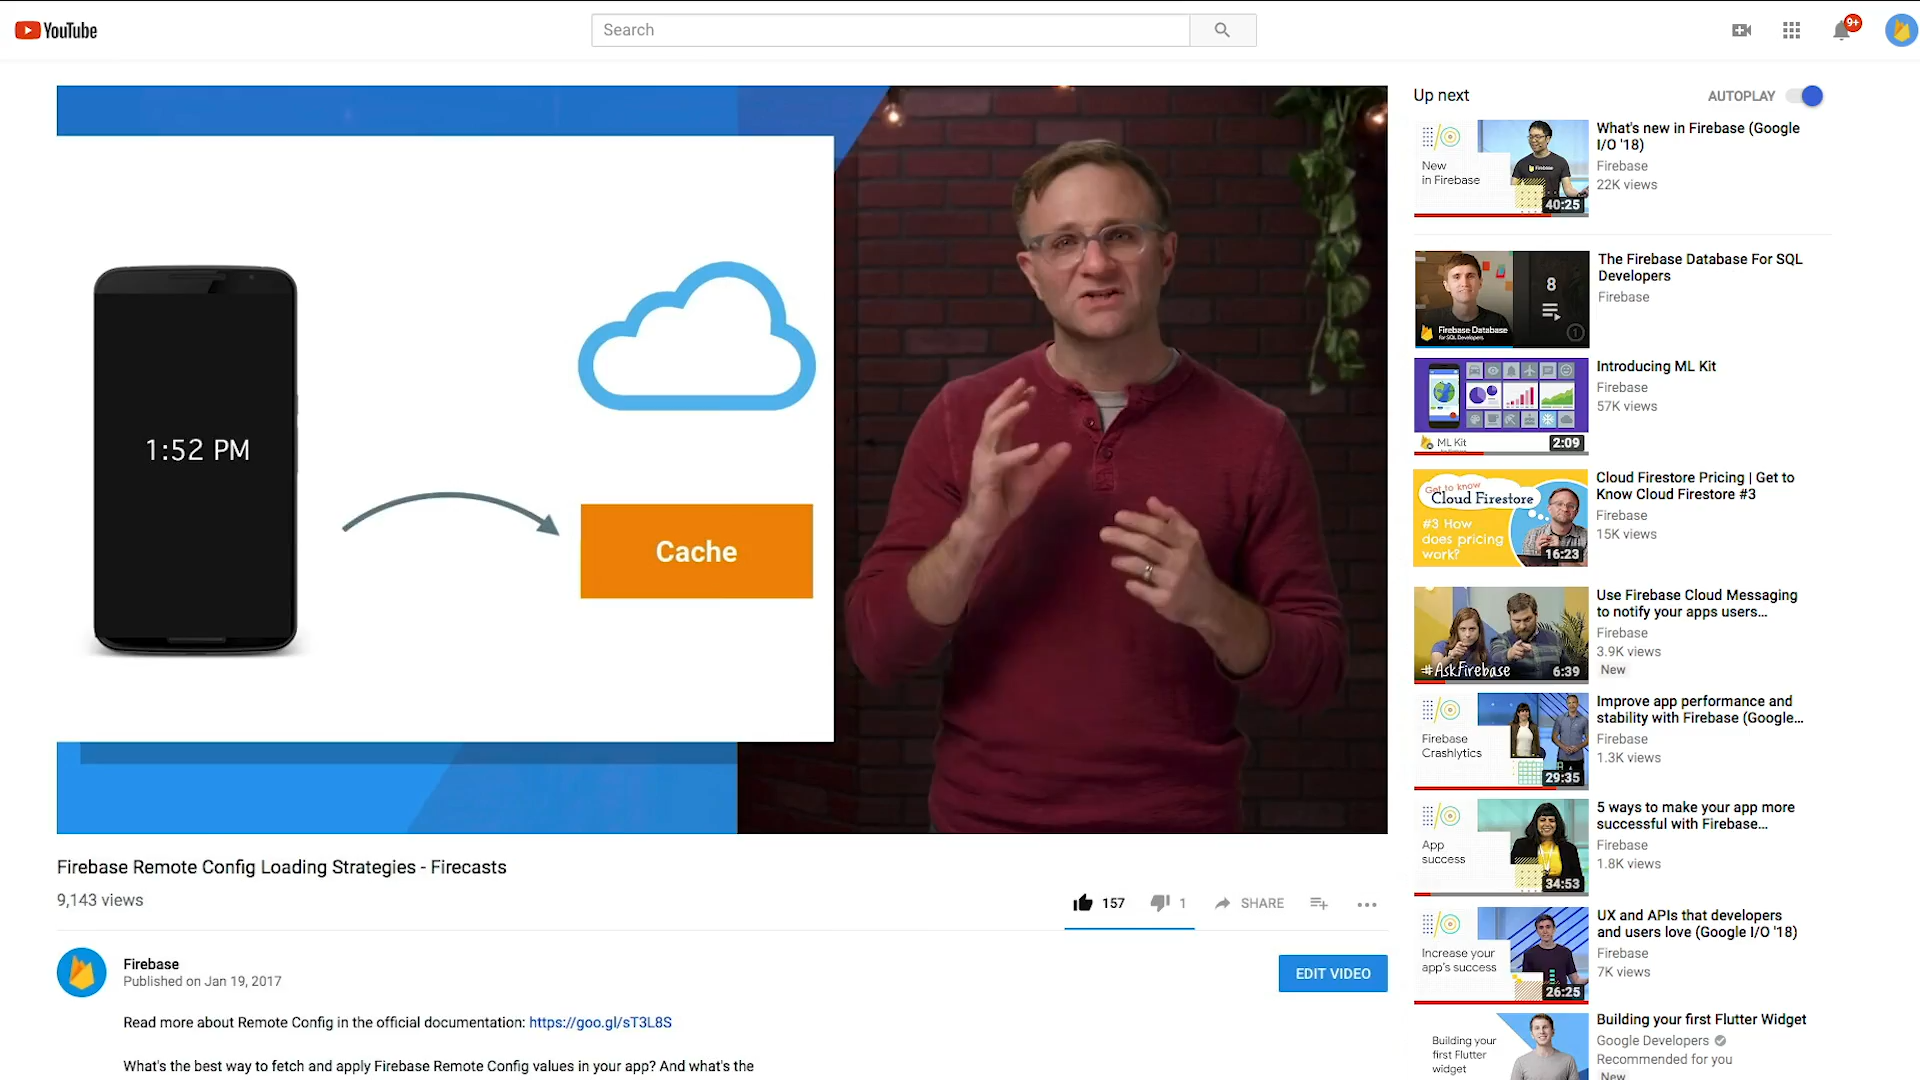 YouTube
Search
9+
1:52 PM
Cache
Firebase Remote Config Loading Strategies - Firecasts
9,143 views
157
1
SHARE
Firebase
Published on Jan 19, 2017
EDIT VIDEO
Read more about Remote Config in the official documentation: https://goo.gl/sT3L8S
What's the best way to fetch and apply Firebase Remote Config values in your app? And what's the
Up next
AUTOPLAY
New
in Firebase
40:25
What's new in Firebase (Google
I/O '18)
Firebase
22K views
8
Firebase Database
for SQL Developers
The Firebase Database For SQL
Developers
Firebase
ML Kit
2:09
Introducing ML Kit
Firebase
57K views
Get to know
Cloud Firestore
#3 How
does pricing
work?
16:23
Cloud Firestore Pricing | Get to
Know Cloud Firestore #3
Firebase
15K views
#AskFirebase
6:39
Use Firebase Cloud Messaging
to notify your apps users...
Firebase
3.9K views
New
Firebase
Crashlytics
29:35
Improve app performance and
stability with Firebase (Google...
Firebase
1.3K views
App
success
34:53
5 ways to make your app more
successful with Firebase...
Firebase
1.8K views
Increase your
app's success
26:25
UX and APIs that developers
and users love (Google I/O '18)
Firebase
7K views
Building your
first Flutter
widget
Building your first Flutter Widget
Google Developers
Recommended for you
New